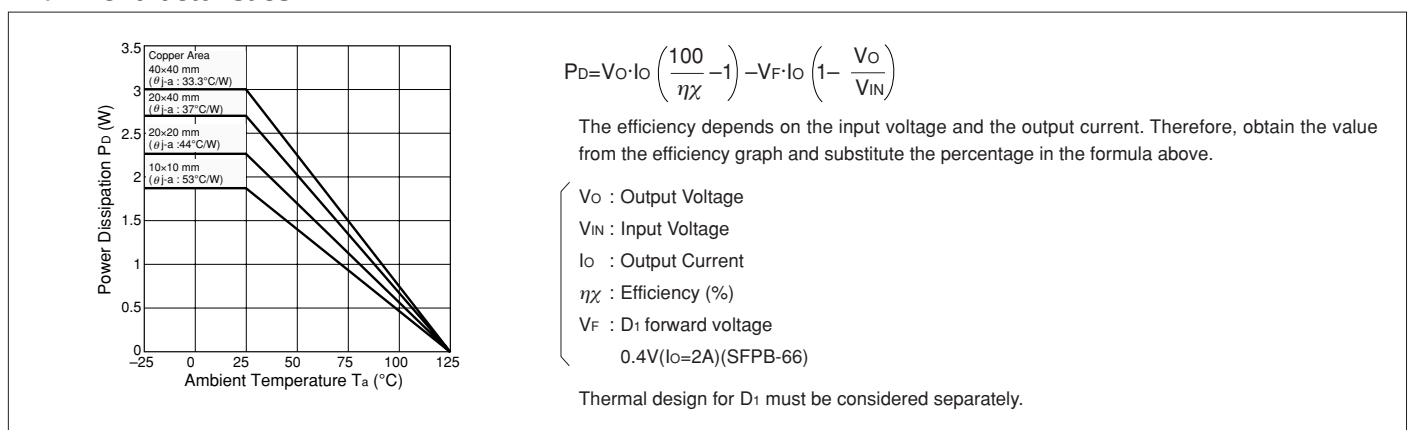 3.5
3
2.5
2
1.5
1
0.5
0
Power Dissipation PD (W)
Copper Area
40×40 mm
(θj-a : 33.3°C/W)
20×40 mm
(θj-a : 37°C/W)
20×20 mm
(θj-a :44°C/W)
10×10 mm
(θj-a : 53°C/W)
–25 0 25 50 75 100 125
Ambient Temperature Ta (°C)
PD=VO·IO (100/ηχ –1) –VF·IO (1– VO/VIN)
The efficiency depends on the input voltage and the output current. Therefore, obtain the value
from the efficiency graph and substitute the percentage in the formula above.
VO : Output Voltage
VIN : Input Voltage
IO : Output Current
ηχ : Efficiency (%)
VF : D1 forward voltage
0.4V(IO=2A)(SFPB-66)
Thermal design for D1 must be considered separately.